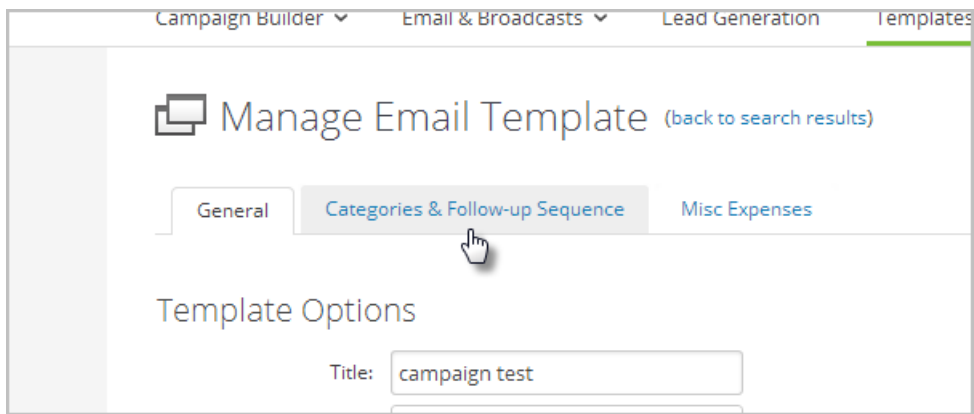 Campaign Builder Email & Broadcasts Lead Generation Templates
Manage Email Template (back to search results)
General Categories & Follow-up Sequence Misc Expenses
Template Options
Title: campaign test